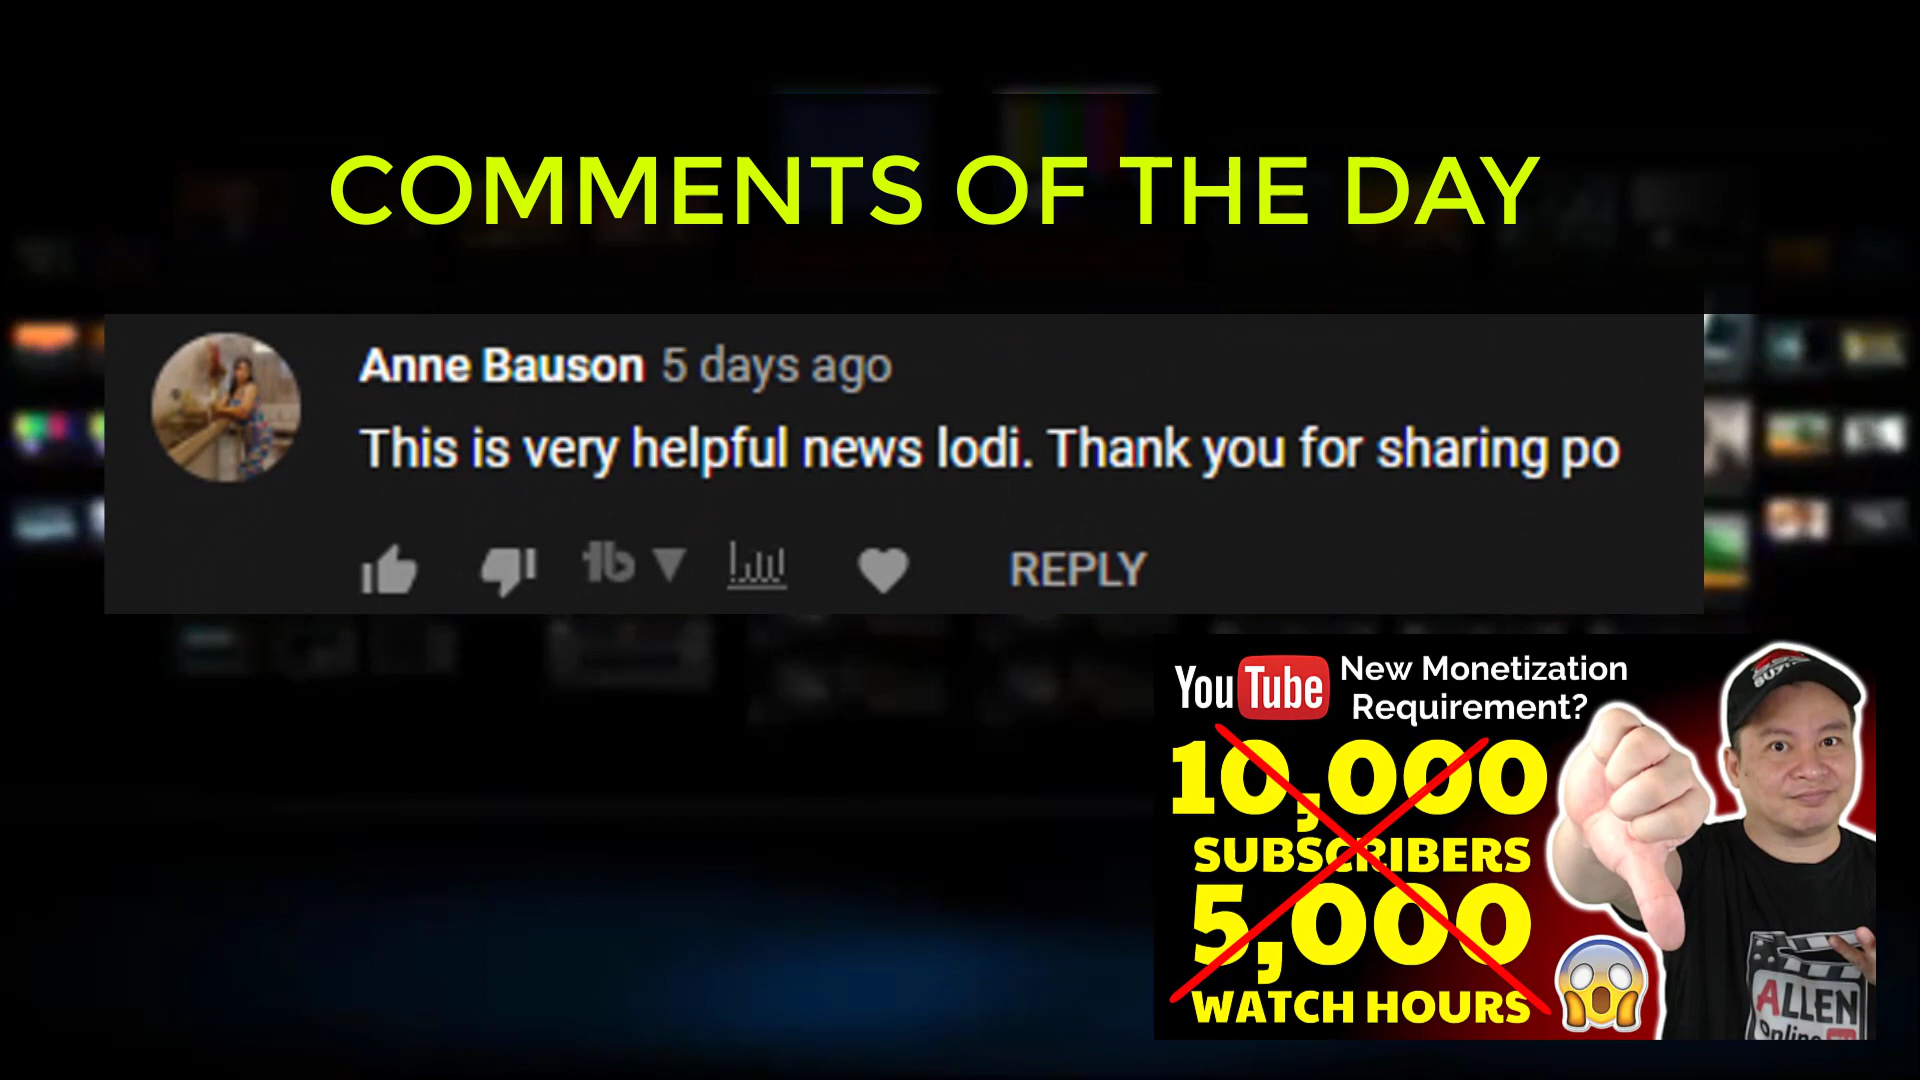 COMMENTS OF THE DAY
Anne Bauson 5 days ago
This is very helpful news lodi. Thank you for sharing po
REPLY
YouTube New Monetization
Requirement?
10,000
SUBSCRIBERS
5,000
WATCH HOURS
ALLEN